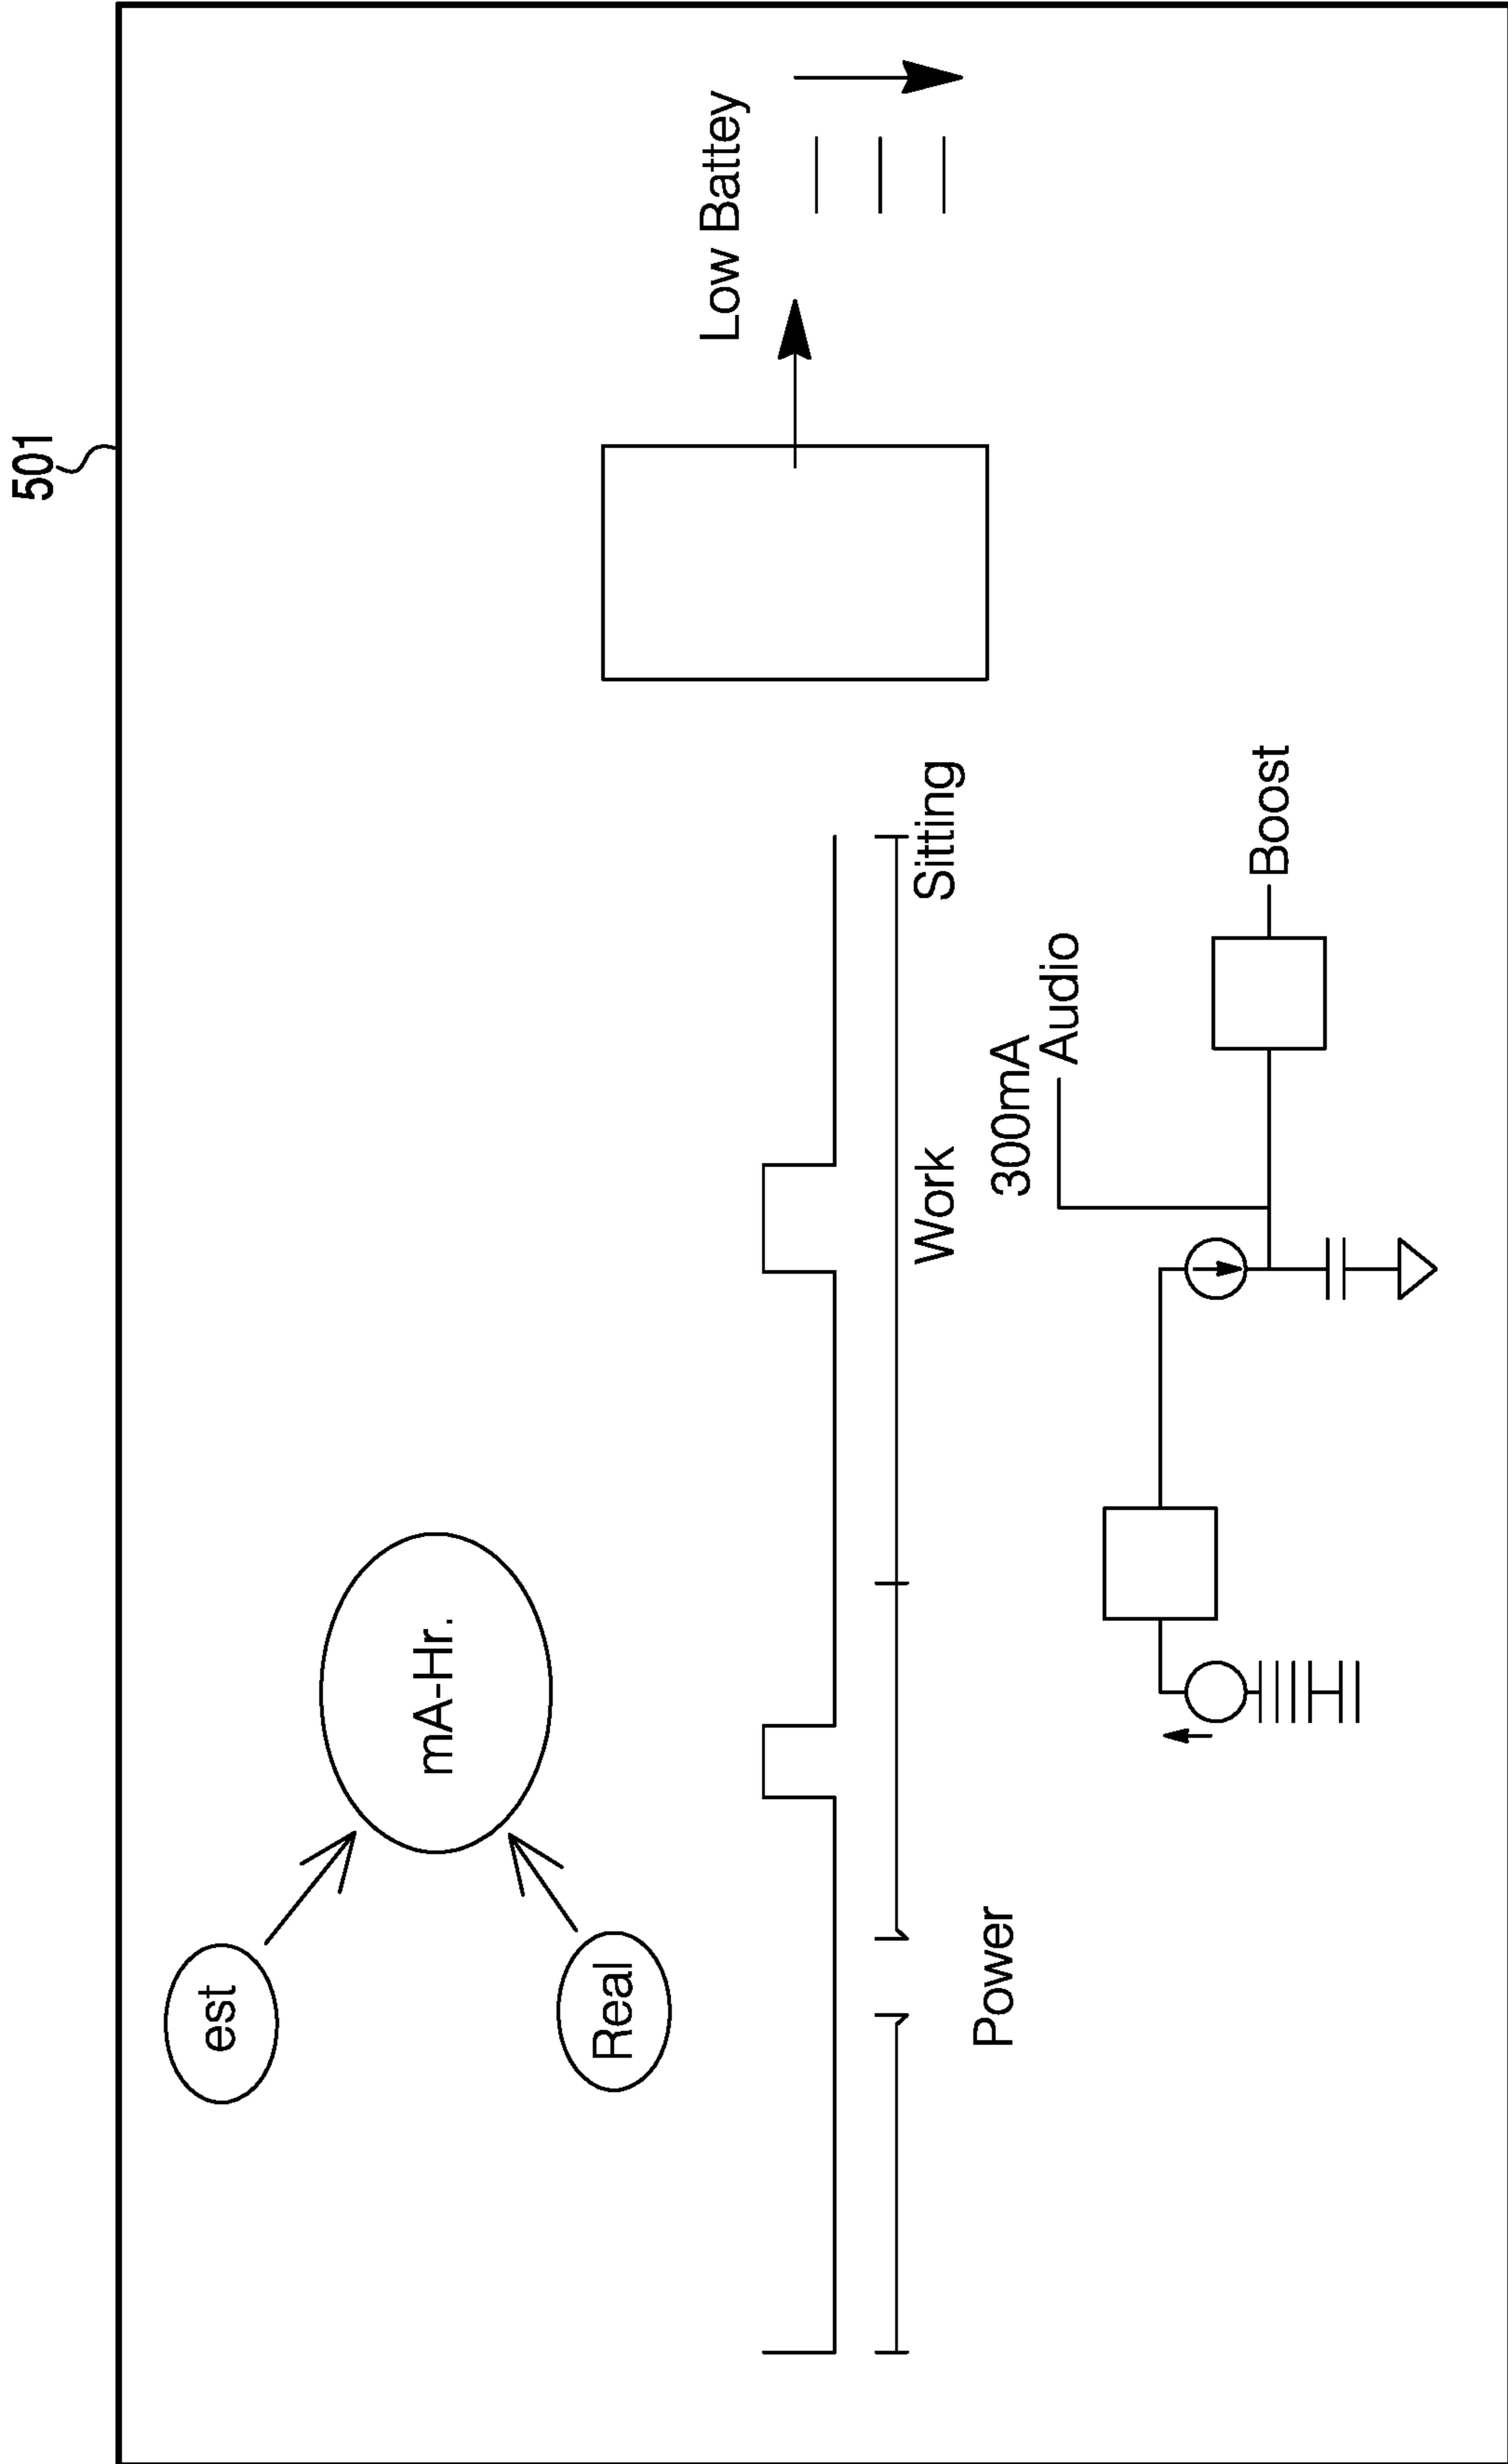 501
est
mA-Hr.
Real
Low Battey
Sitting
Work
Power
300mA
Audio
Boost